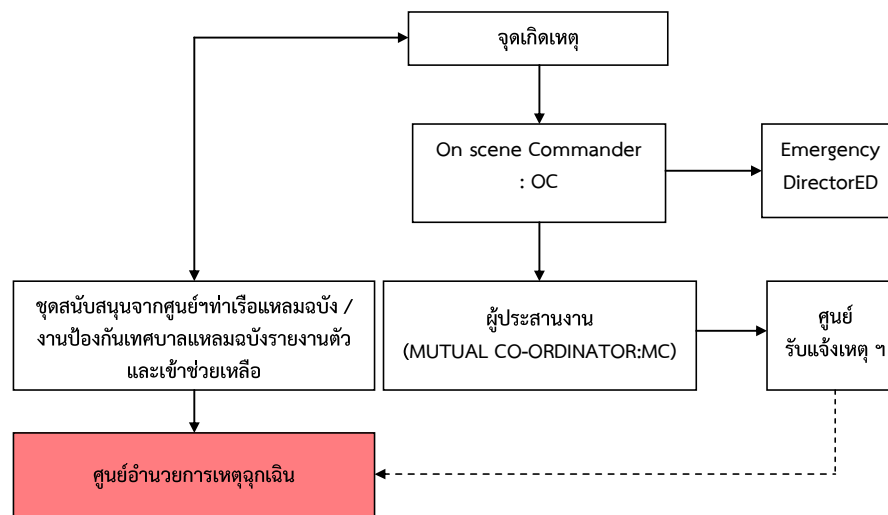 จุดเกิดเหตุ
On scene Commander
: OC
Emergency
DirectorED
ชุดสนับสนุนจากศูนย์ฯท่าเรือแหลมฉบัง /
งานป้องกันเทศบาลแหลมฉบังรายงานตัว
และเข้าช่วยเหลือ
ผู้ประสานงาน
(MUTUAL CO-ORDINATOR:MC)
ศูนย์
รับแจ้งเหตุ ฯ
ศูนย์อำนวยการเหตุฉุกเฉิน